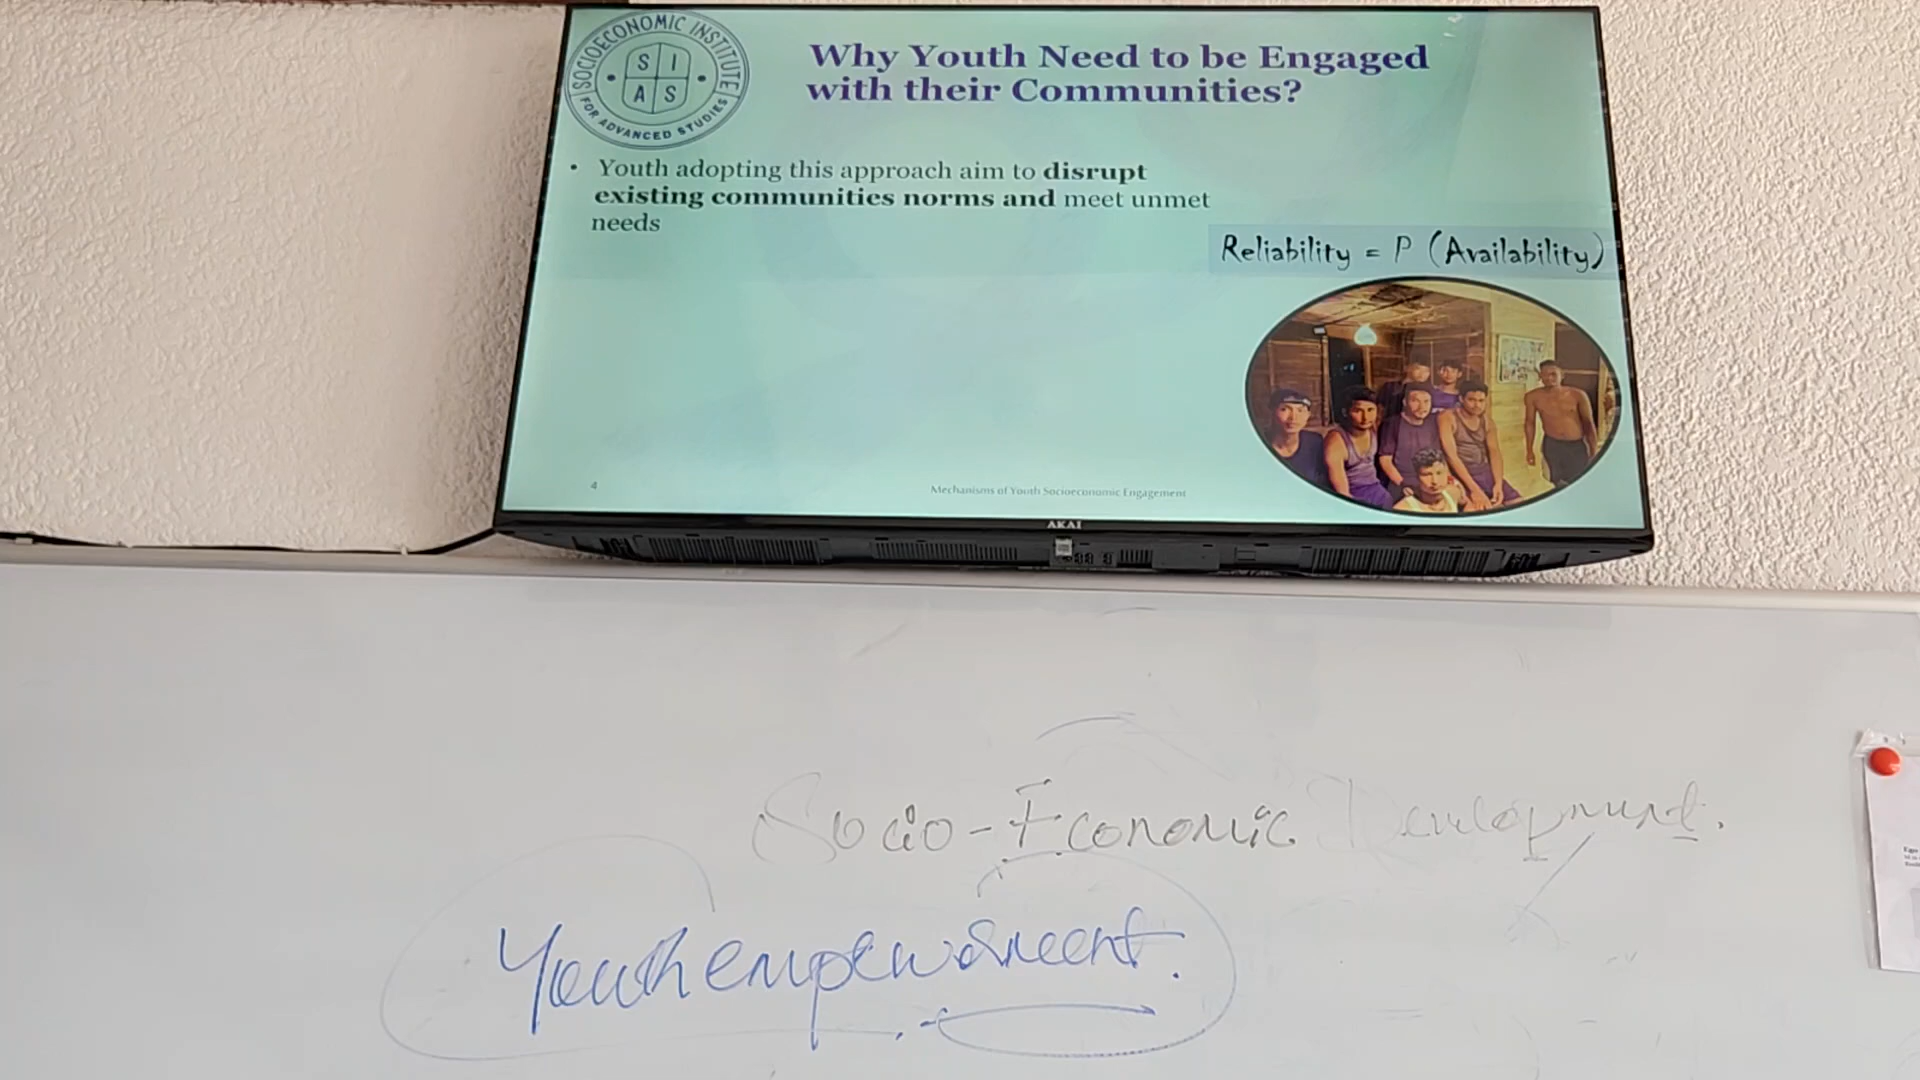 SOCIOECONOMIC INSTITUTE
FOR ADVANCED STUDIES
S I
A S
Why Youth Need to be Engaged
with their Communities?
• Youth adopting this approach aim to disrupt
existing communities norms and meet unmet
needs
Reliability = P (Availability)
4
Mechanisms of Youth Socioeconomic Engagement
AKAI
Socio-Economic Development.
Youth empowerment.